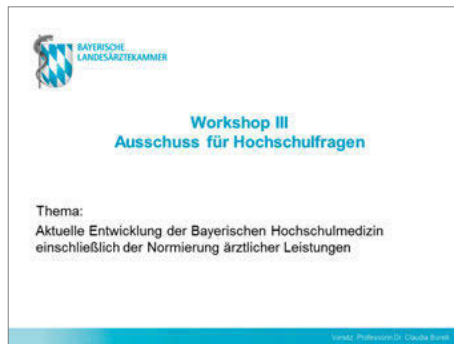 BAYERISCHE
LANDESÄRZTEKAMMER
Workshop III
Ausschuss für Hochschulfragen
Thema:
Aktuelle Entwicklung der Bayerischen Hochschulmedizin
einschließlich der Normierung ärztlicher Leistungen
Vorsitz: Professorin Dr. Claudia